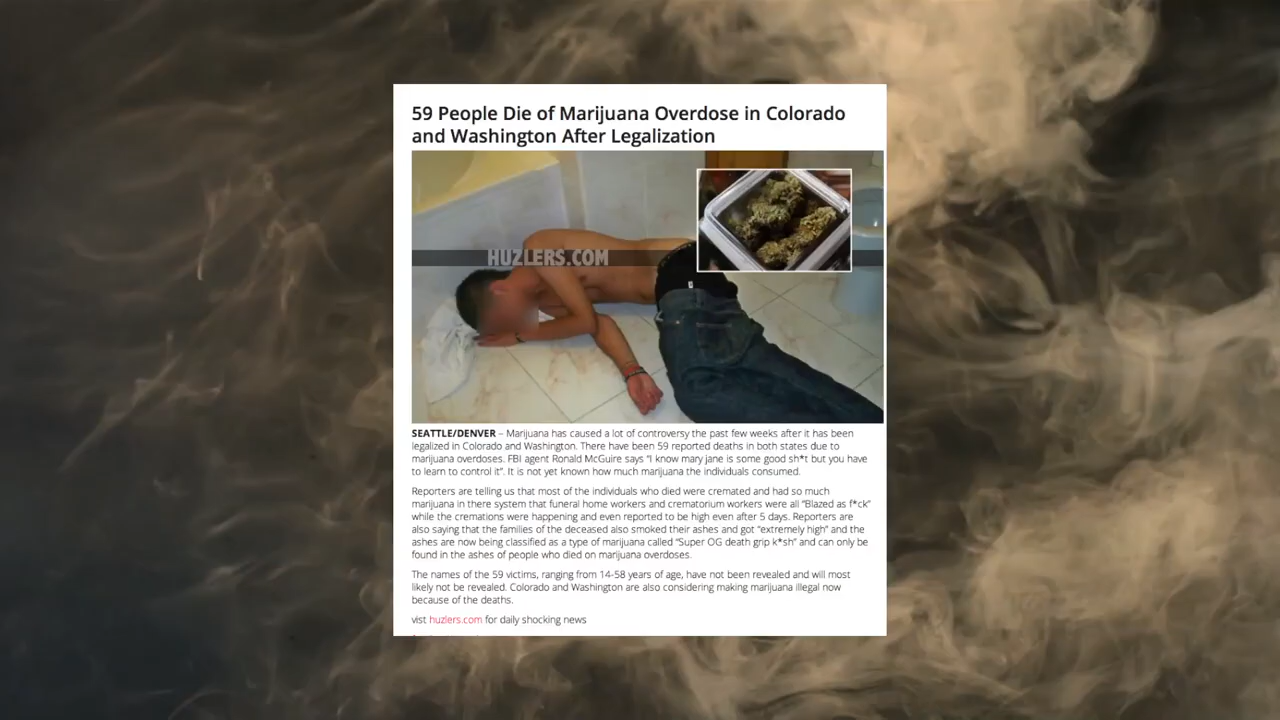 59 People Die of Marijuana Overdose in Colorado
and Washington After Legalization
HUZLERS.COM
SEATTLE/DENVER – Marijuana has caused a lot of controversy the past few weeks after it has been
legalized in Colorado and Washington. There have been 59 reported deaths in both states due to
marijuana overdoses. FBI agent Ronald McGuire says "I know mary jane is some good sh*t but you have
to learn to control it". It is not yet known how much marijuana the individuals consumed.
Reporters are telling us that most of the individuals who died were cremated and had so much
marijuana in there system that funeral home workers and crematorium workers were all "Blazed as f*ck"
while the cremations were happening and even reported to be high even after 5 days. Reporters are
also saying that the families of the deceased also smoked their ashes and got "extremely high" and the
ashes are now being classified as a type of marijuana called "Super OG death grip k*sh" and can only be
found in the ashes of people who died on marijuana overdoses.
The names of the 59 victims, ranging from 14-58 years of age, have not been revealed and will most
likely not be revealed. Colorado and Washington are also considering making marijuana illegal now
because of the deaths.
vist huzlers.com for daily shocking news